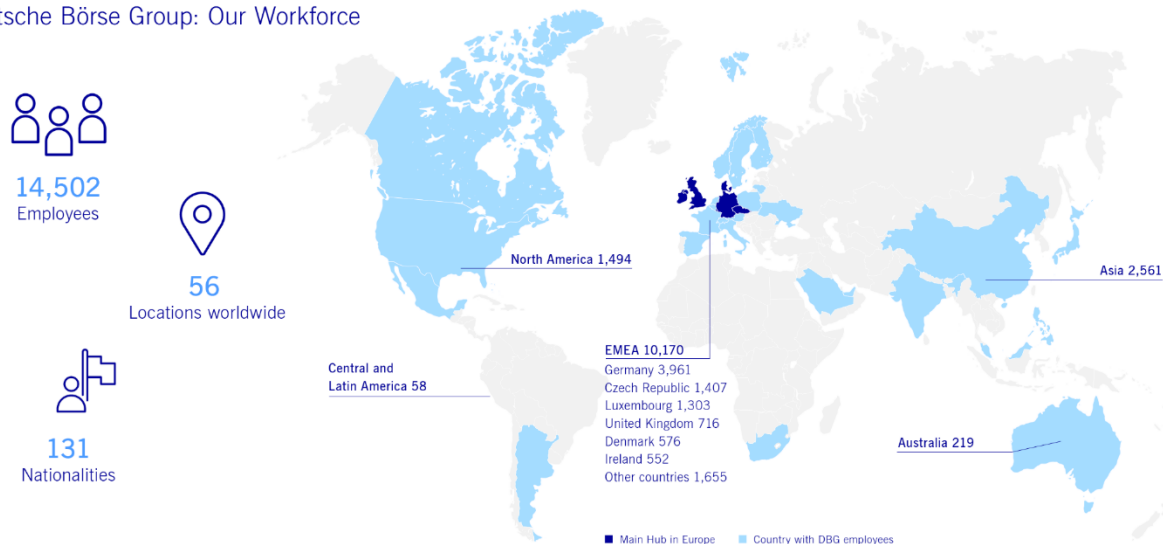 tsche Börse Group: Our Workforce
14,502
Employees
56
Locations worldwide
131
Nationalities
North America 1,494
Central and
Latin America 58
EMEA 10,170
Germany 3,961
Czech Republic 1,407
Luxembourg 1,303
United Kingdom 716
Denmark 576
Ireland 552
Other countries 1,655
Asia 2,561
Australia 219
Main Hub in Europe
Country with DBG employees